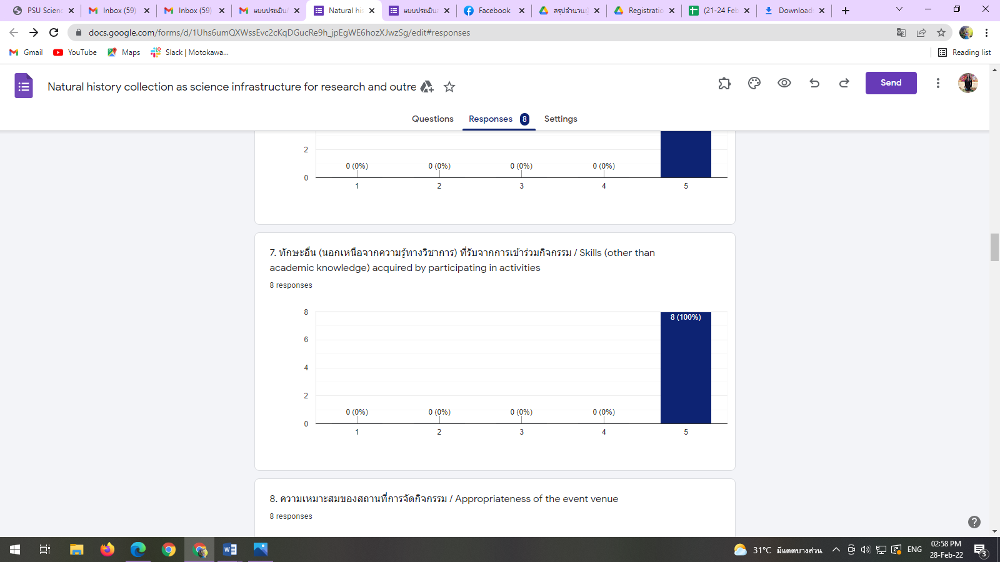 PSU Scienc
Inbox (59)
Inbox (59)
แบบประเมิน
Natural his
แบบประเมิน
Facebook
สรุปจำนวนผู้
Registratio
(21-24 Feb
Download
docs.google.com/forms/d/1Uhs6umQXWssEvc2cKqDGucRe9h_jpEgWE6hozXJwzSg/edit#responses
Gmail
YouTube
Maps
Slack | Motokawa...
Reading list
Natural history collection as science infrastructure for research and outre
Send
Questions
Responses 8
Settings
2
0 (0%) 0 (0%) 0 (0%) 0 (0%)
0
1 2 3 4 5
7. ทักษะอื่น (นอกเหนือจากความรู้ทางวิชาการ) ที่รับจากการเข้าร่วมกิจกรรม / Skills (other than
academic knowledge) acquired by participating in activities
8 responses
8
8 (100%)
6
4
2
0 (0%) 0 (0%) 0 (0%) 0 (0%)
0
1 2 3 4 5
8. ความเหมาะสมของสถานที่การจัดกิจกรรม / Appropriateness of the event venue
8 responses
31°C มีแดดบางส่วน
ENG
02:58 PM
28-Feb-22
3